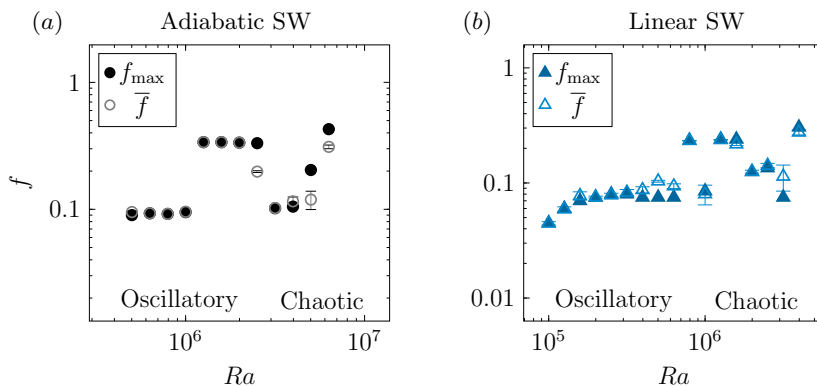 (a) Adiabatic SW
f_max
f̅
1
0.1
f
Oscillatory Chaotic
10^6 10^7
Ra
(b) Linear SW
f_max
f̅
1
0.1
0.01
Oscillatory Chaotic
10^5 10^6
Ra